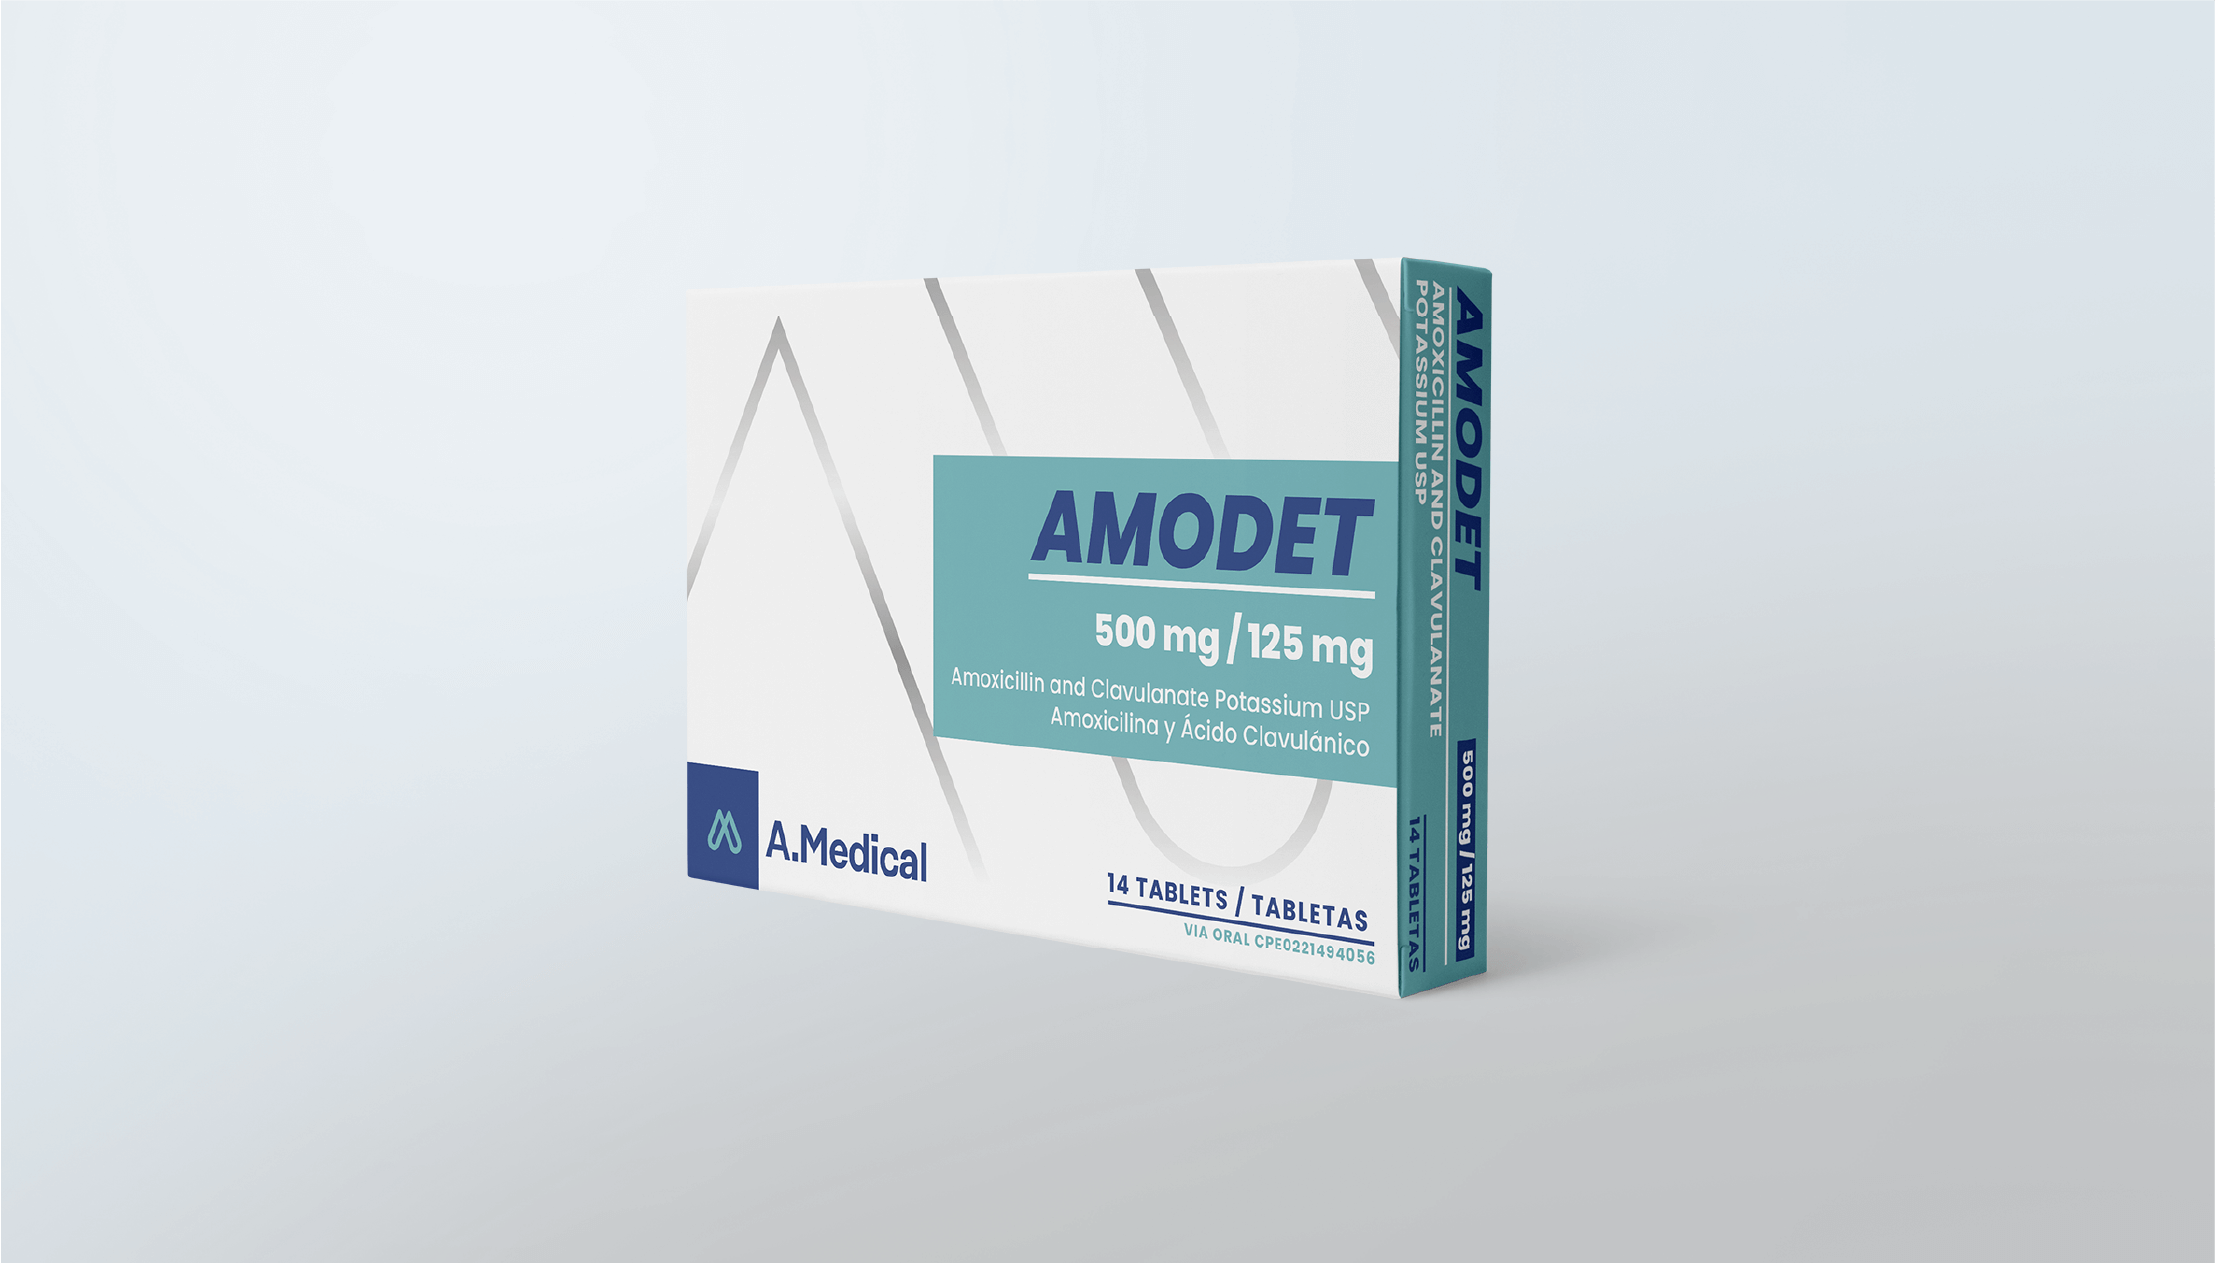 AMODET
500 mg / 125 mg
Amoxicillin and Clavulanate Potassium USP
Amoxicilina y Ácido Clavulánico
A.Medical
14 TABLETS / TABLETAS
VIA ORAL CPE0221494056
AMODET
AMOXICILLIN AND CLAVULANATE
POTASSIUM USP
500 mg / 125 mg
14 TABLETAS